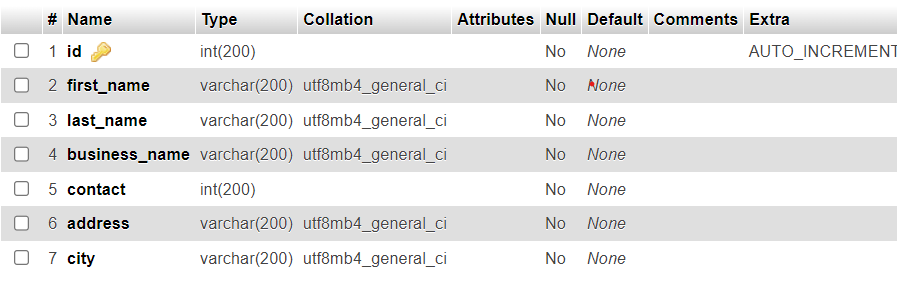 # Name Type Collation Attributes Null Default Comments Extra
1 id int(200) No None AUTO_INCREMENT
2 first_name varchar(200) utf8mb4_general_ci No None
3 last_name varchar(200) utf8mb4_general_ci No None
4 business_name varchar(200) utf8mb4_general_ci No None
5 contact int(200) No None
6 address varchar(200) utf8mb4_general_ci No None
7 city varchar(200) utf8mb4_general_ci No None